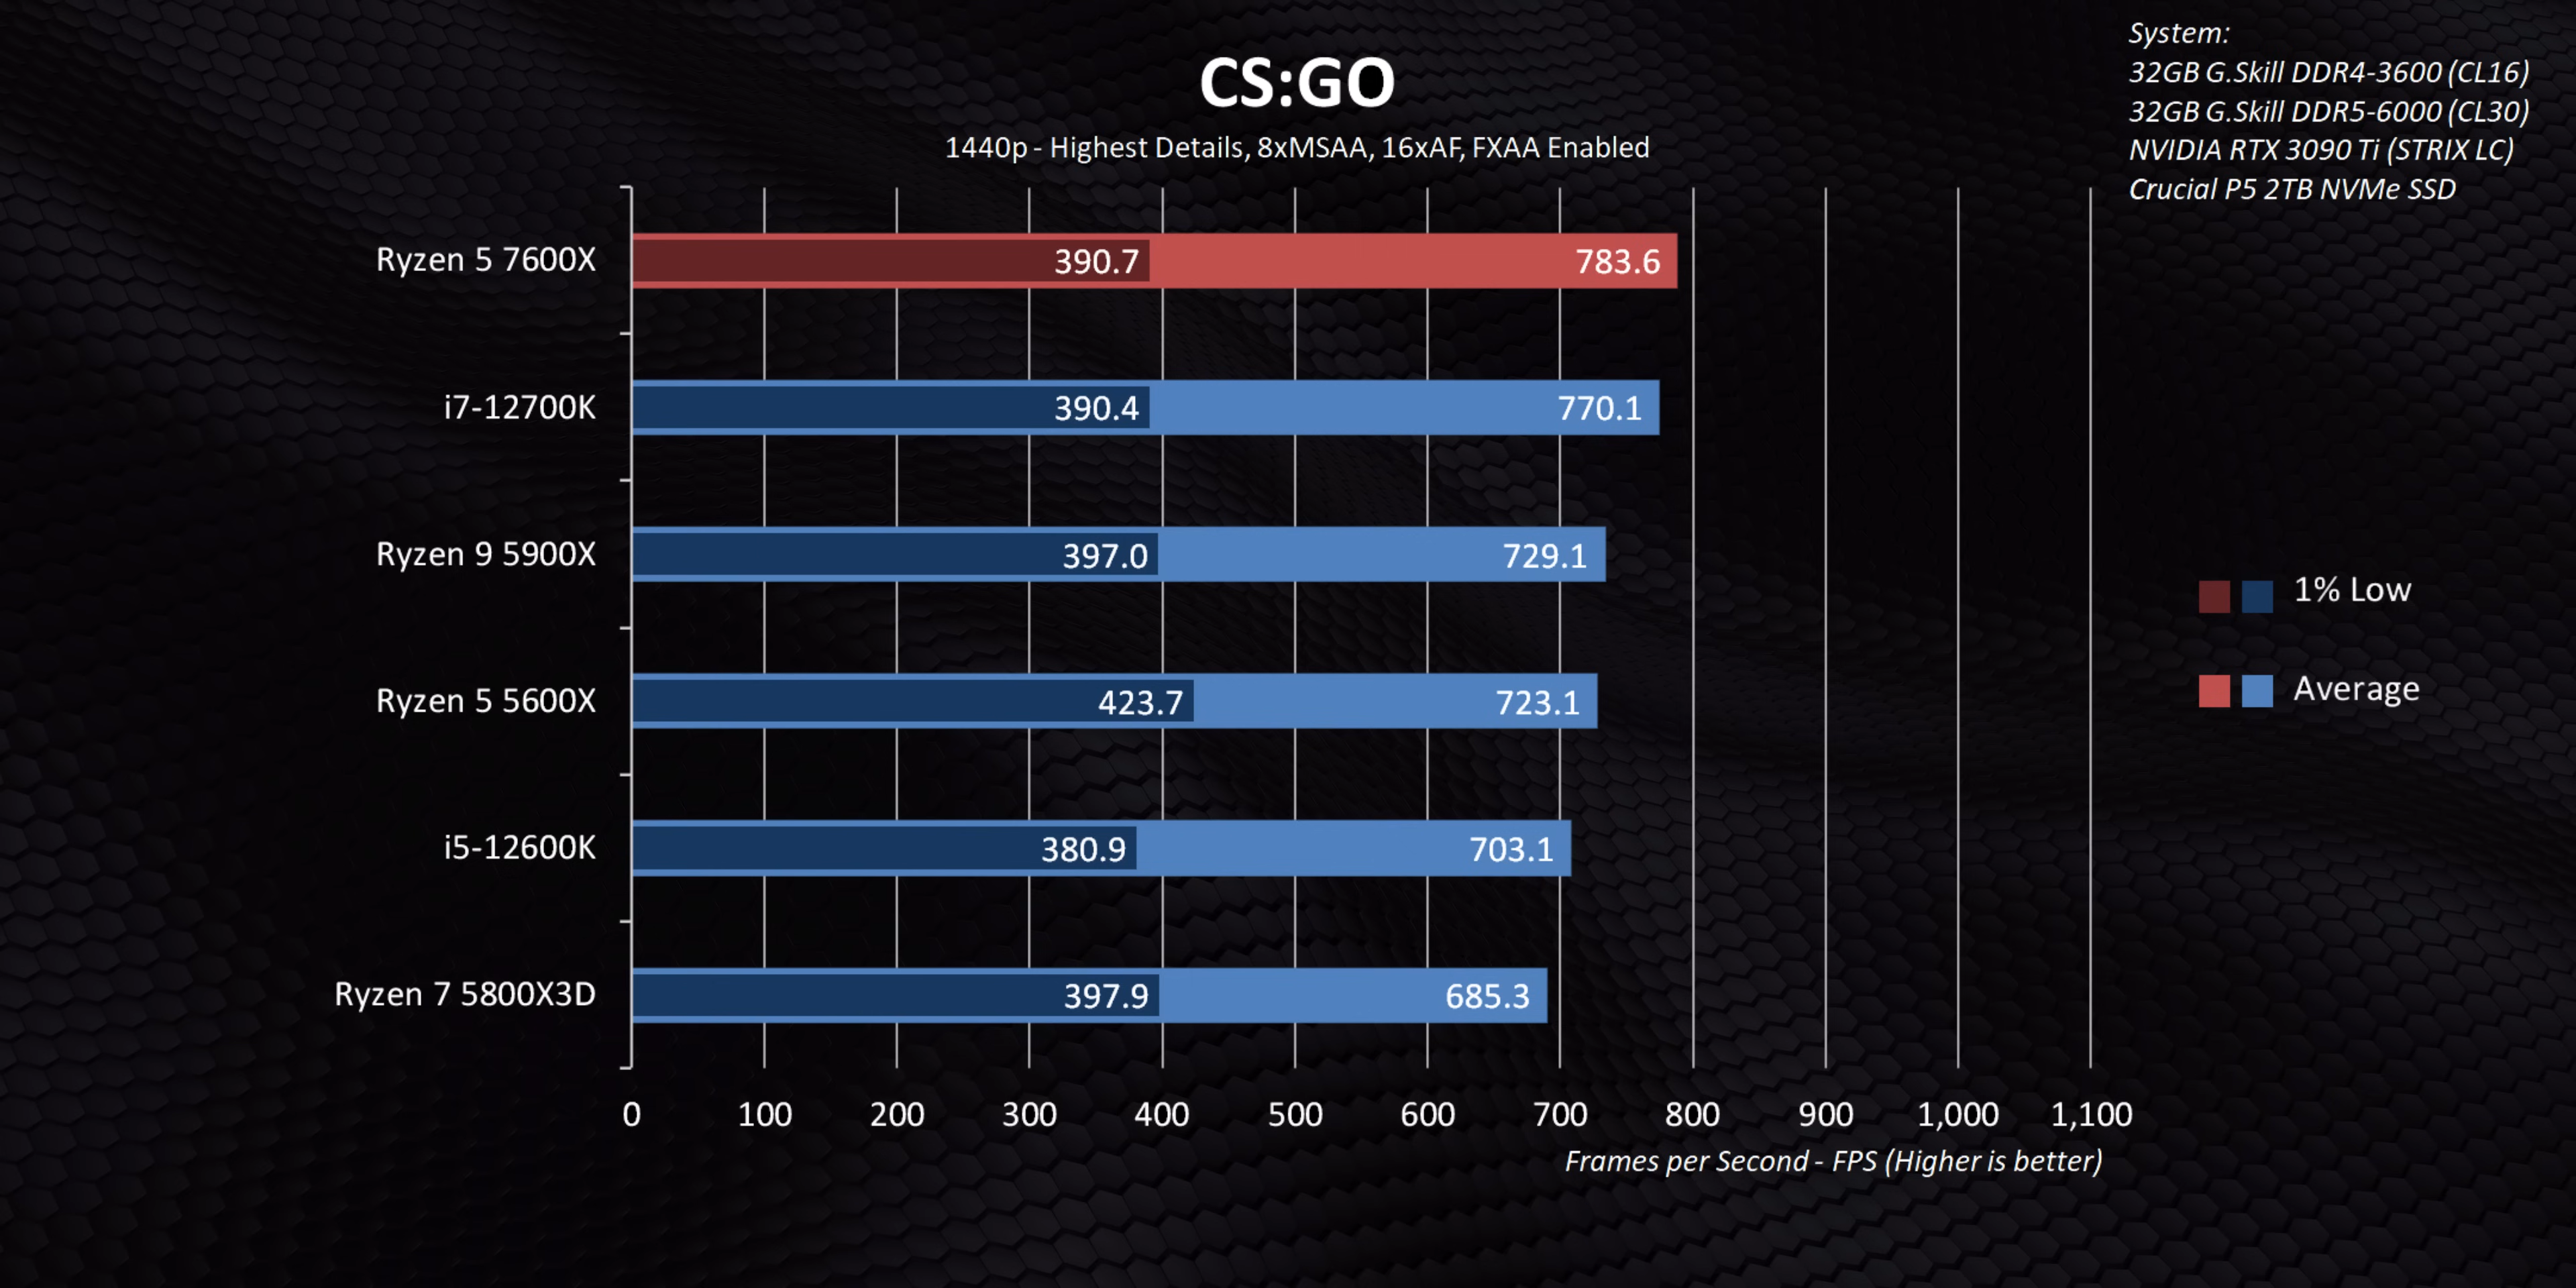 System:
32GB G.Skill DDR4-3600 (CL16)
32GB G.Skill DDR5-6000 (CL30)
NVIDIA RTX 3090 Ti (STRIX LC)
Crucial P5 2TB NVMe SSD
CS:GO
1440p - Highest Details, 8xMSAA, 16xAF, FXAA Enabled
Ryzen 5 7600X 390.7 783.6
i7-12700K 390.4 770.1
Ryzen 9 5900X 397.0 729.1
Ryzen 5 5600X 423.7 723.1
i5-12600K 380.9 703.1
Ryzen 7 5800X3D 397.9 685.3
1% Low
Average
0 100 200 300 400 500 600 700 800 900 1,000 1,100
Frames per Second - FPS (Higher is better)